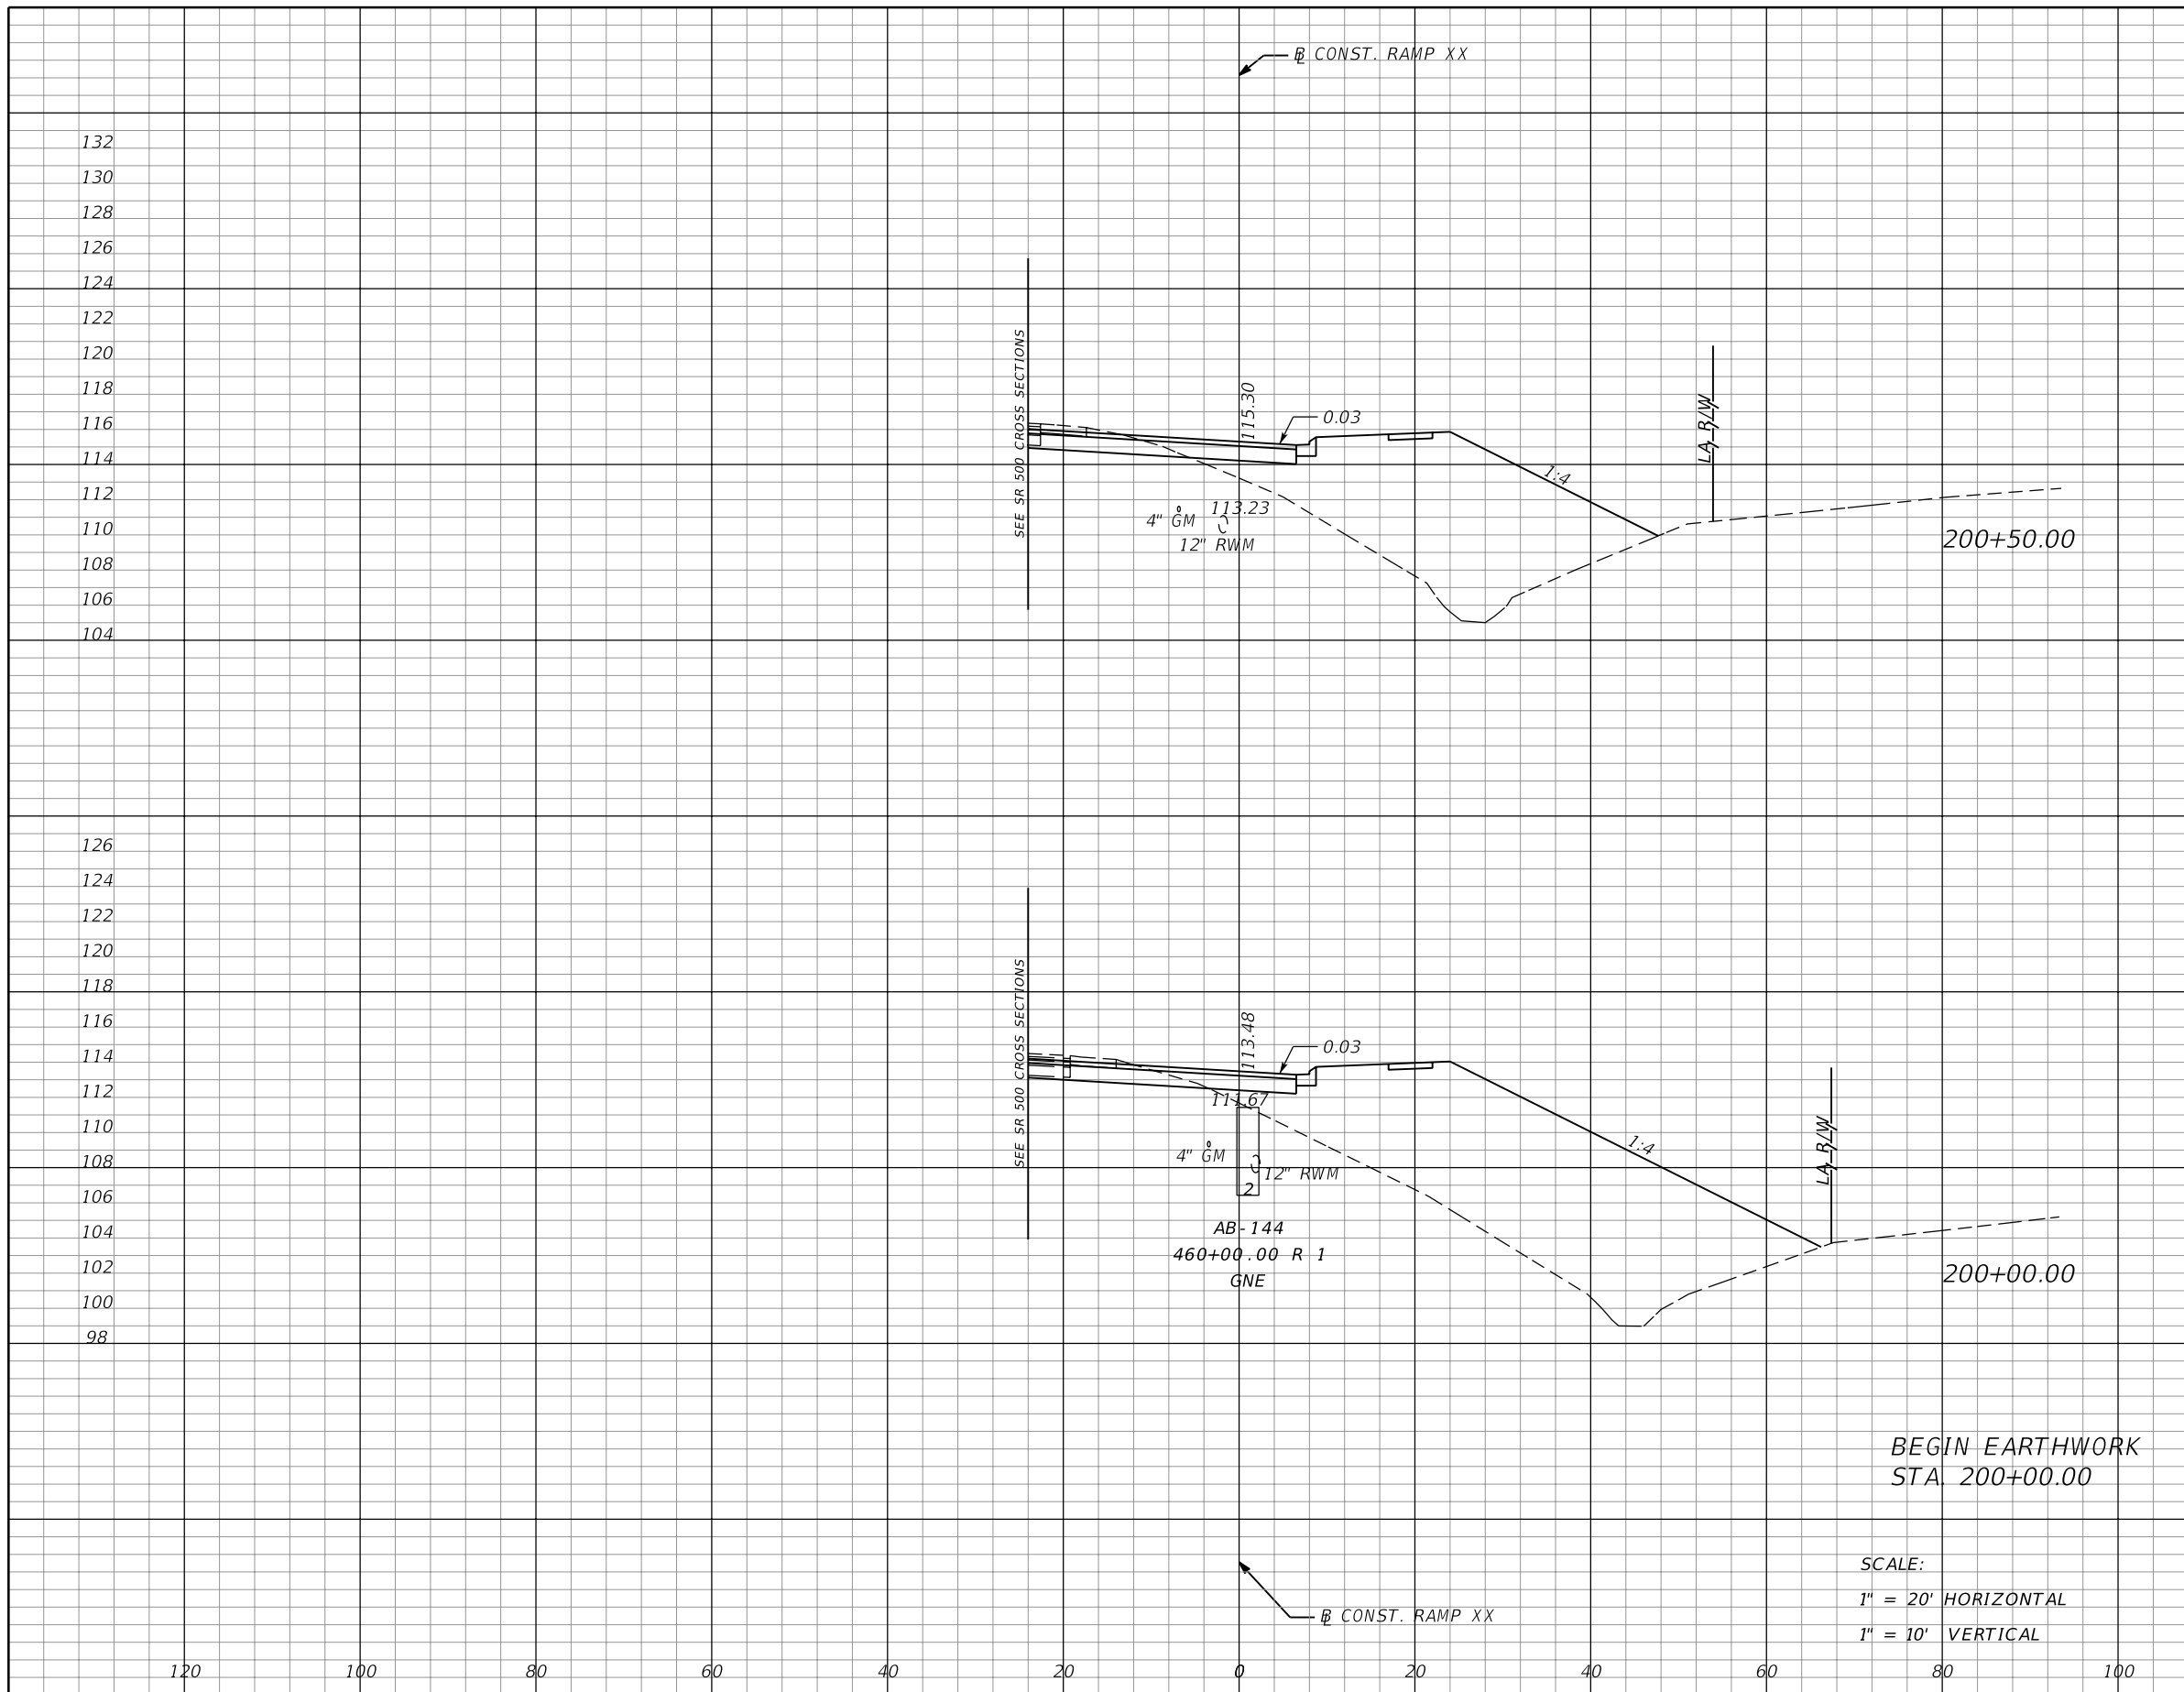 ℄ CONST. RAMP XX
132
130
128
126
124
122
120
118
116
114
112
110
108
106
104
SEE SR 500 CROSS SECTIONS
115.30
0.03
1:4
LA R/W
113.23
4" GM
12" RWM
200+50.00
126
124
122
120
118
116
114
112
110
108
106
104
102
100
98
SEE SR 500 CROSS SECTIONS
113.48
0.03
1:4
LA R/W
111.67
4" GM
12" RWM
2
AB-144
460+00.00 R 1
GNE
200+00.00
BEGIN EARTHWORK
STA. 200+00.00
SCALE:
1" = 20' HORIZONTAL
1" = 10' VERTICAL
℄ CONST. RAMP XX
120 100 80 60 40 20 0 20 40 60 80 100